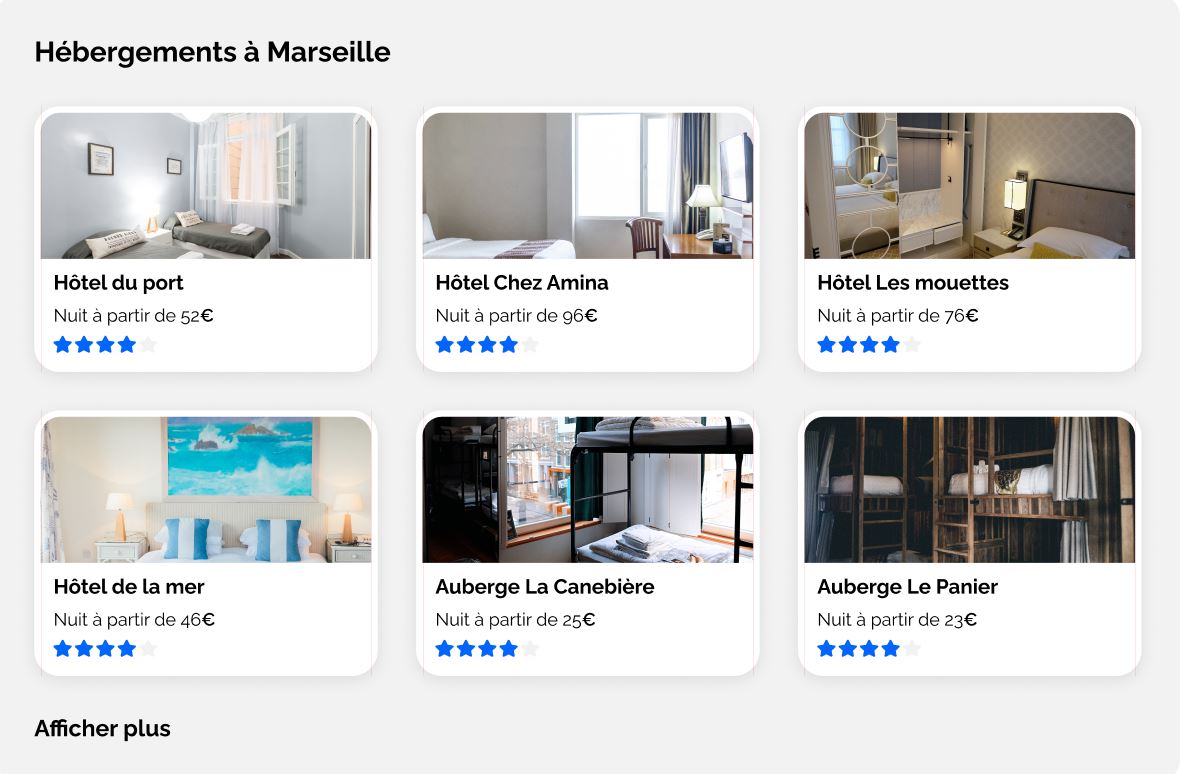 Hébergements à Marseille
Hôtel du port
Nuit à partir de 52€
Hôtel Chez Amina
Nuit à partir de 96€
Hôtel Les mouettes
Nuit à partir de 76€
Hôtel de la mer
Nuit à partir de 46€
Auberge La Canebière
Nuit à partir de 25€
Auberge Le Panier
Nuit à partir de 23€
Afficher plus